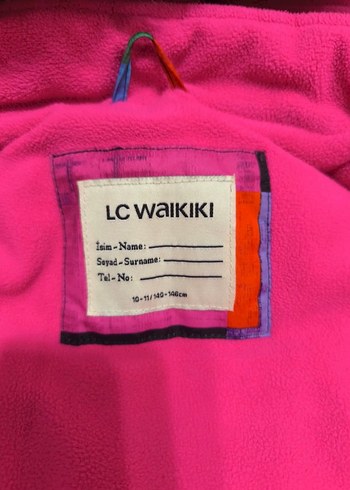 LC WAIKIKI
İsim-Name:
Soyad-Surname:
Tel-No:
10-11/140-146cm